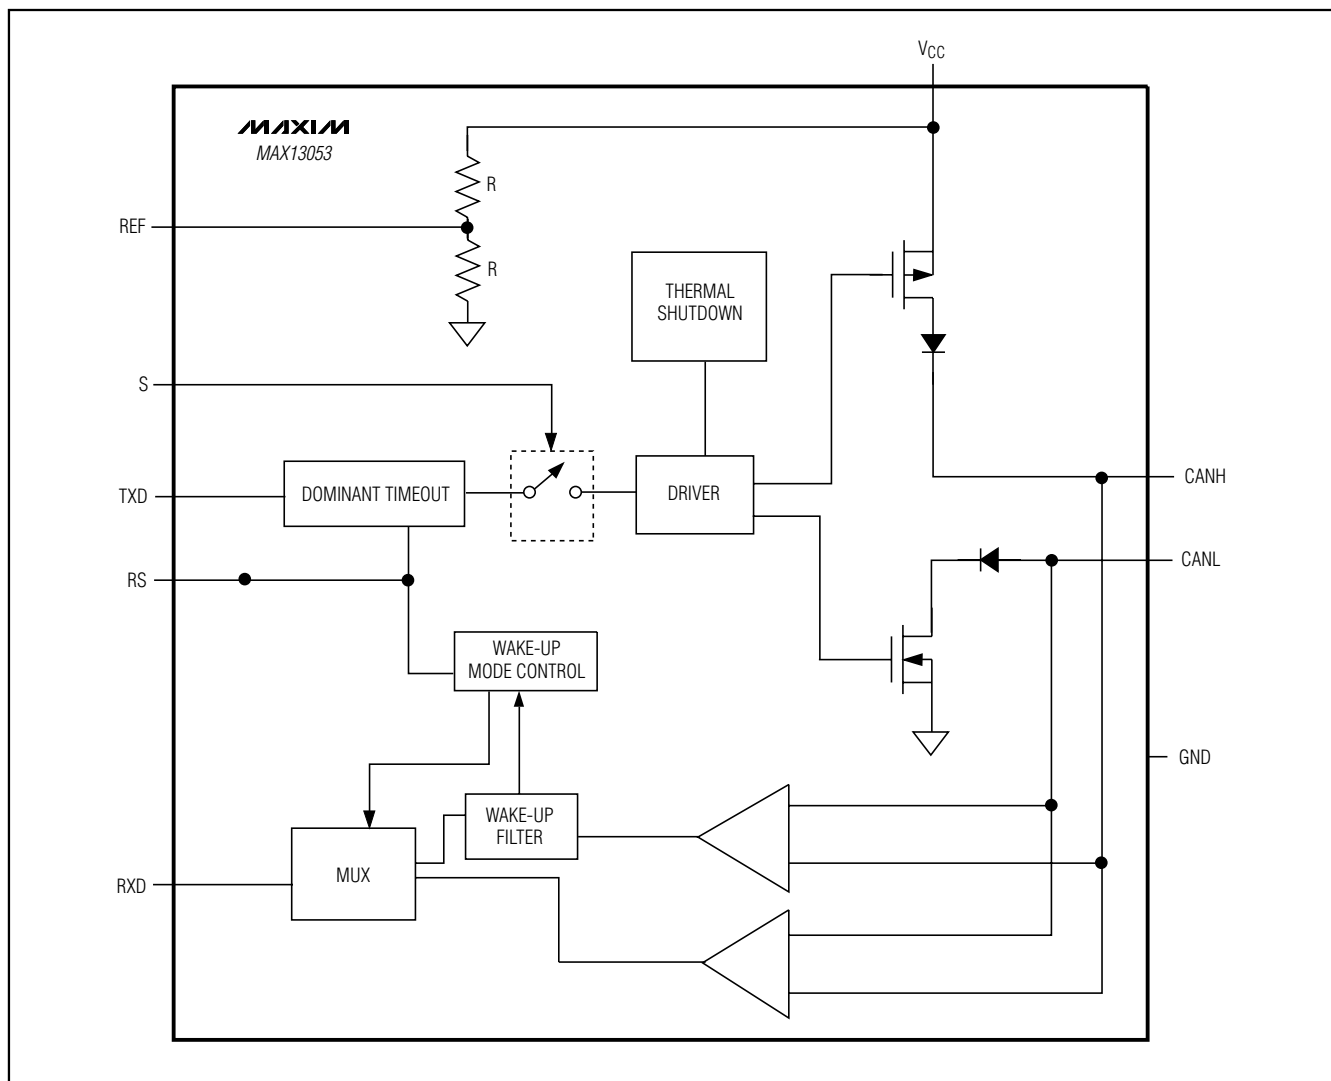 VCC
MAXIM
MAX13053
R
REF
R
THERMAL
SHUTDOWN
S
DOMINANT TIMEOUT
DRIVER
TXD
CANH
RS
CANL
WAKE-UP
MODE CONTROL
GND
WAKE-UP
FILTER
MUX
RXD